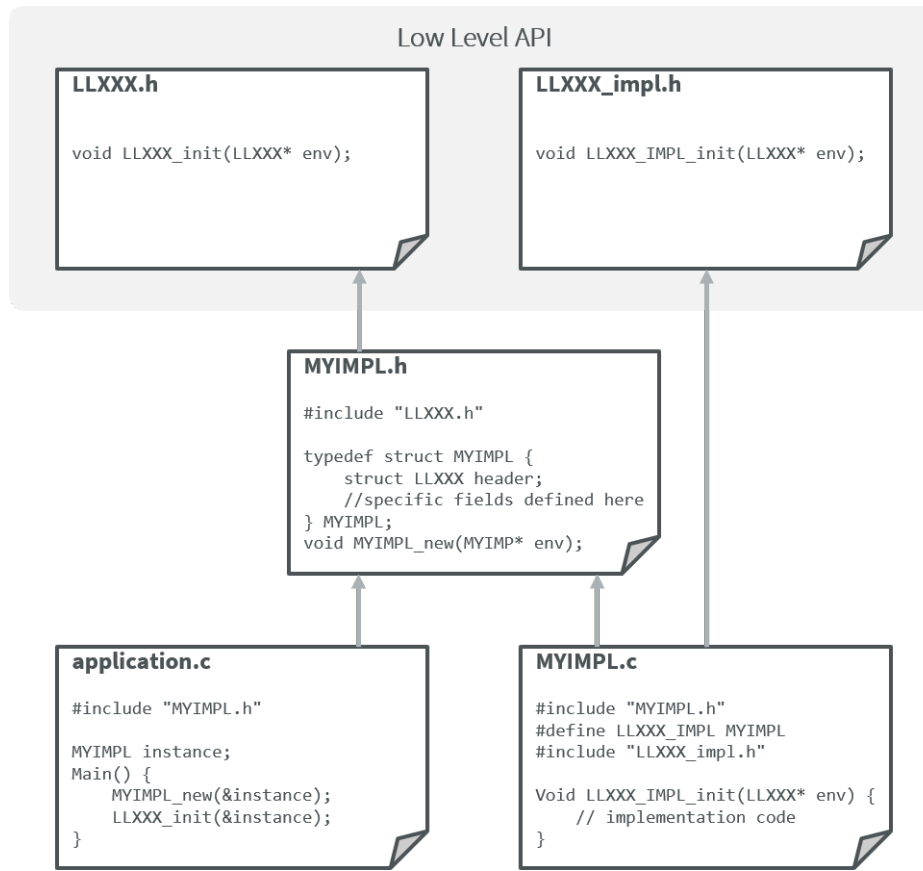 Low Level API
LLXXX.h
void LLXXX_init(LLXXX* env);
LLXXX_impl.h
void LLXXX_IMPL_init(LLXXX* env);
MYIMPL.h
#include "LLXXX.h"
typedef struct MYIMPL {
    struct LLXXX header;
    //specific fields defined here
} MYIMPL;
void MYIMPL_new(MYIMP* env);
application.c
#include "MYIMPL.h"
MYIMPL instance;
Main() {
    MYIMPL_new(&instance);
    LLXXX_init(&instance);
}
MYIMPL.c
#include "MYIMPL.h"
#define LLXXX_IMPL MYIMPL
#include "LLXXX_impl.h"
Void LLXXX_IMPL_init(LLXXX* env) {
    // implementation code
}